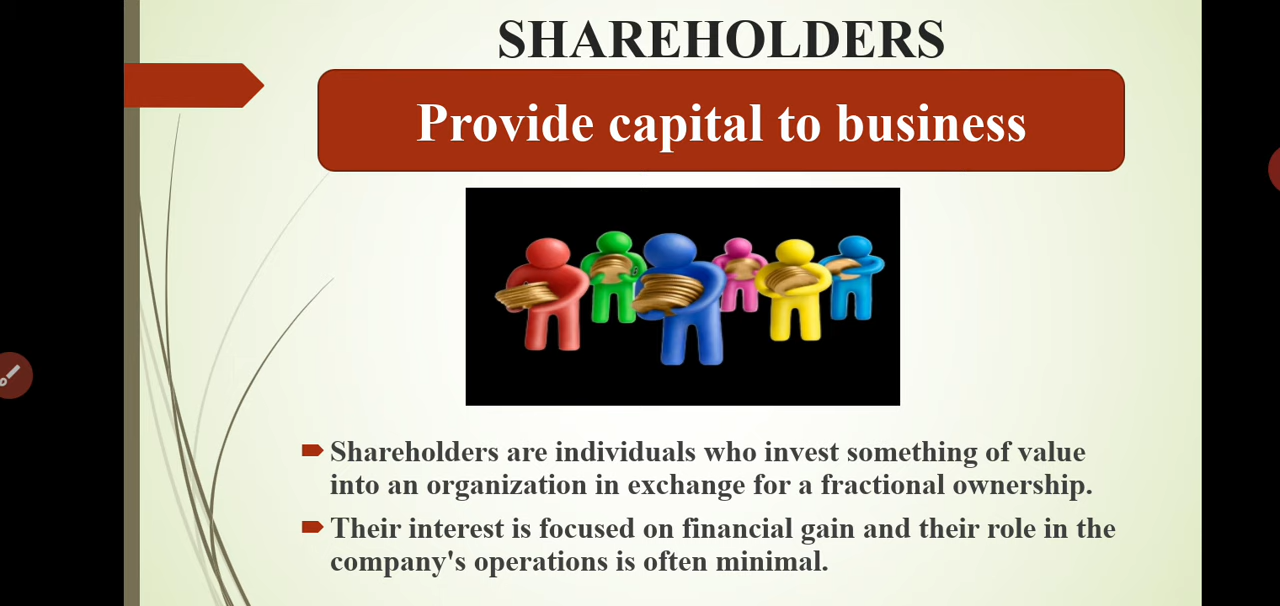 SHAREHOLDERS
Provide capital to business
Shareholders are individuals who invest something of value
into an organization in exchange for a fractional ownership.
Their interest is focused on financial gain and their role in the
company's operations is often minimal.